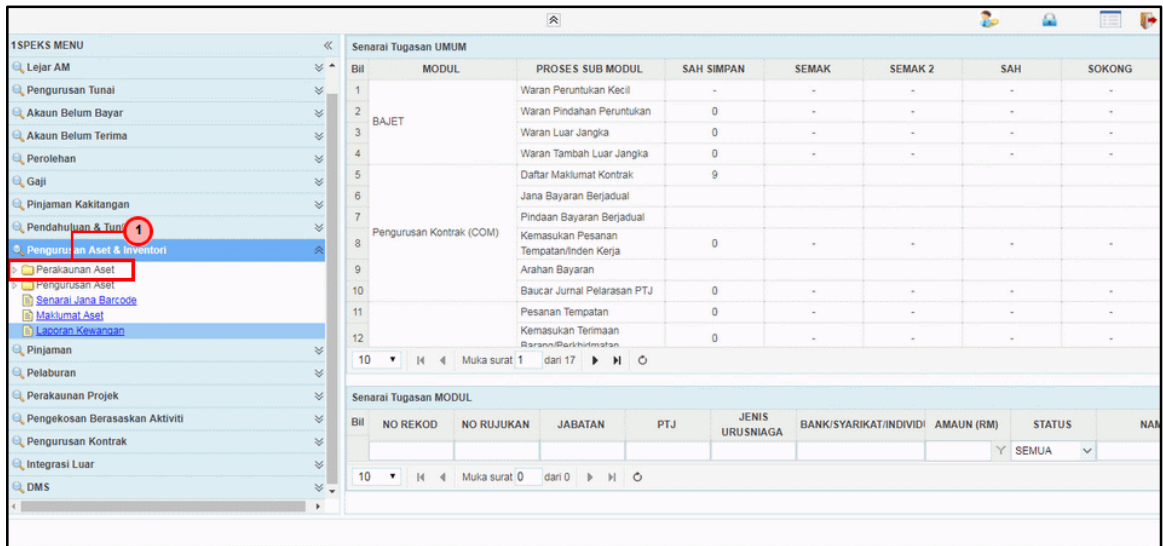 1SPEKS MENU
Lejar AM
Pengurusan Tunai
Akaun Belum Bayar
Akaun Belum Terima
Perolehan
Gaji
Pinjaman Kakitangan
Pendahuluan &
1
Pengurusan Aset & Inventori
Perakaunan Aset
Pengurusan Aset
Senarai Jana Barcode
Maklumat Aset
Laporan Kewangan
Pinjaman
Pelaburan
Perakaunan Projek
Pengekosan Berasaskan Aktiviti
Pengurusan Kontrak
Integrasi Luar
DMS
Senarai Tugasan UMUM
Bil MODUL PROSES SUB MODUL SAH SIMPAN SEMAK SEMAK 2 SAH SOKONG
1 Waran Peruntukan Kecil - - - - -
2 Waran Pindahan Peruntukan 0 - - - -
BAJET
3 Waran Luar Jangka 0 - - - -
4 Waran Tambah Luar Jangka 0 - - - -
5 Daftar Maklumat Kontrak 9
6 Jana Bayaran Berjadual
7 Pindaan Bayaran Berjadual
Pengurusan Kontrak (COM)
8 Kemasukan Pesanan 0 - - - -
Tempatan/Inden Kerja
9 Arahan Bayaran
10 Baucar Jurnal Pelarasan PTJ 0 - - - -
11 Pesanan Tempatan 0 - - - -
12 Kemasukan Terimaan 0 - - - -
Barang/Perkhidmatan
10 Muka surat 1 dari 17
Senarai Tugasan MODUL
Bil NO REKOD NO RUJUKAN JABATAN PTJ JENIS URUSNIAGA BANK/SYARIKAT/INDIVIDU AMAUN (RM) STATUS NAM
SEMUA
10 Muka surat 0 dari 0